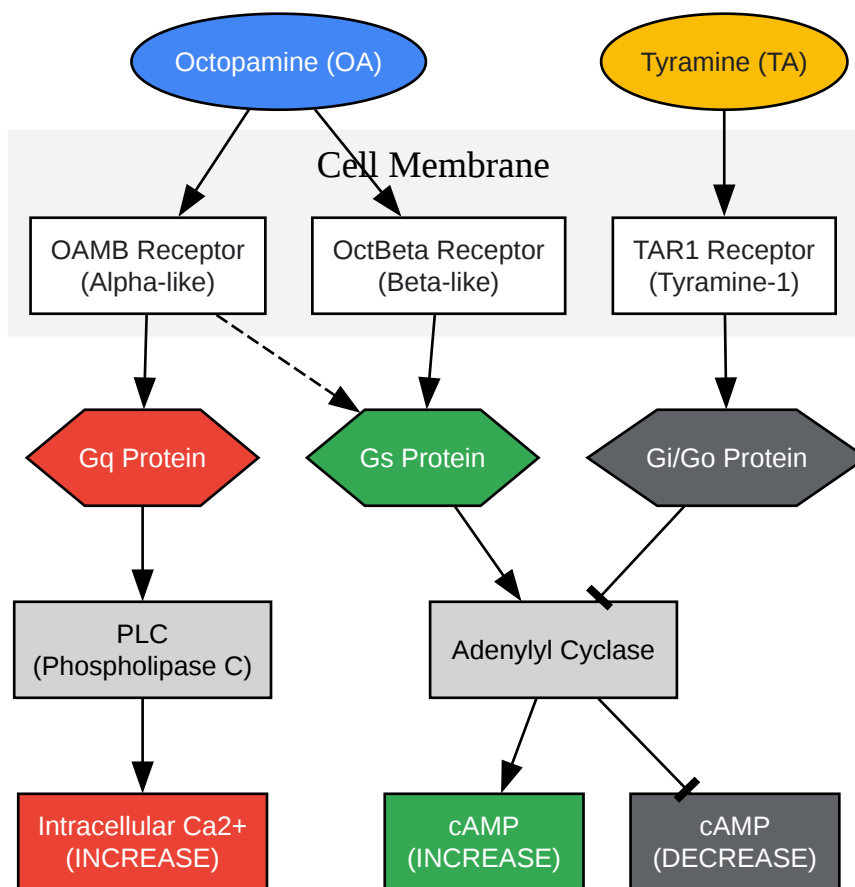 Octopamine (OA)
Tyramine (TA)
Cell Membrane
OAMB Receptor
(Alpha-like)
OctBeta Receptor
(Beta-like)
TAR1 Receptor
(Tyramine-1)
Gq Protein
Gs Protein
Gi/Go Protein
PLC
(Phospholipase C)
Adenylyl Cyclase
Intracellular Ca2+
(INCREASE)
cAMP
(INCREASE)
cAMP
(DECREASE)